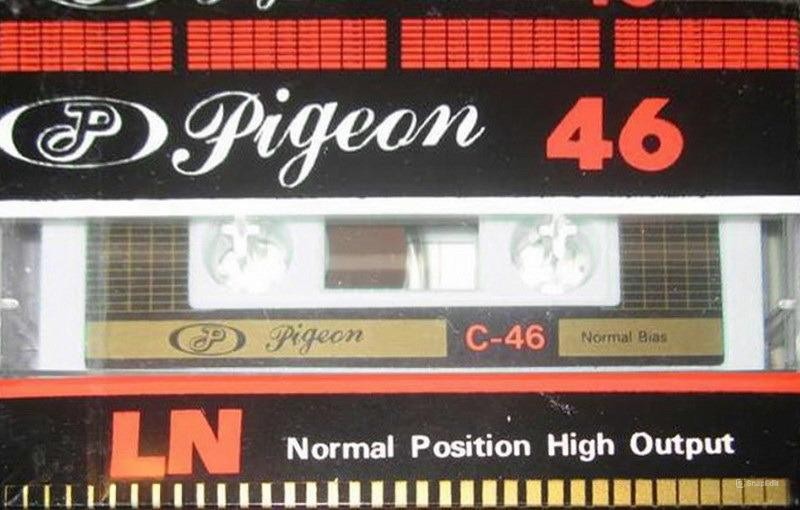 Pigeon 46
Pigeon C-46 Normal Bias
LN Normal Position High Output